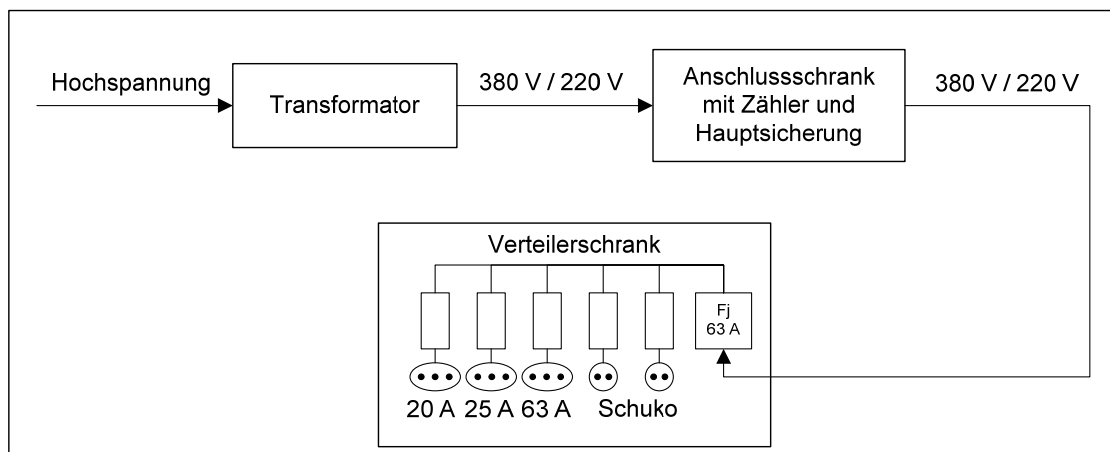 Hochspannung
Transformator
380 V / 220 V
Anschlussschrank
mit Zähler und
Hauptsicherung
380 V / 220 V
Verteilerschrank
Fj
63 A
20 A 25 A 63 A Schuko